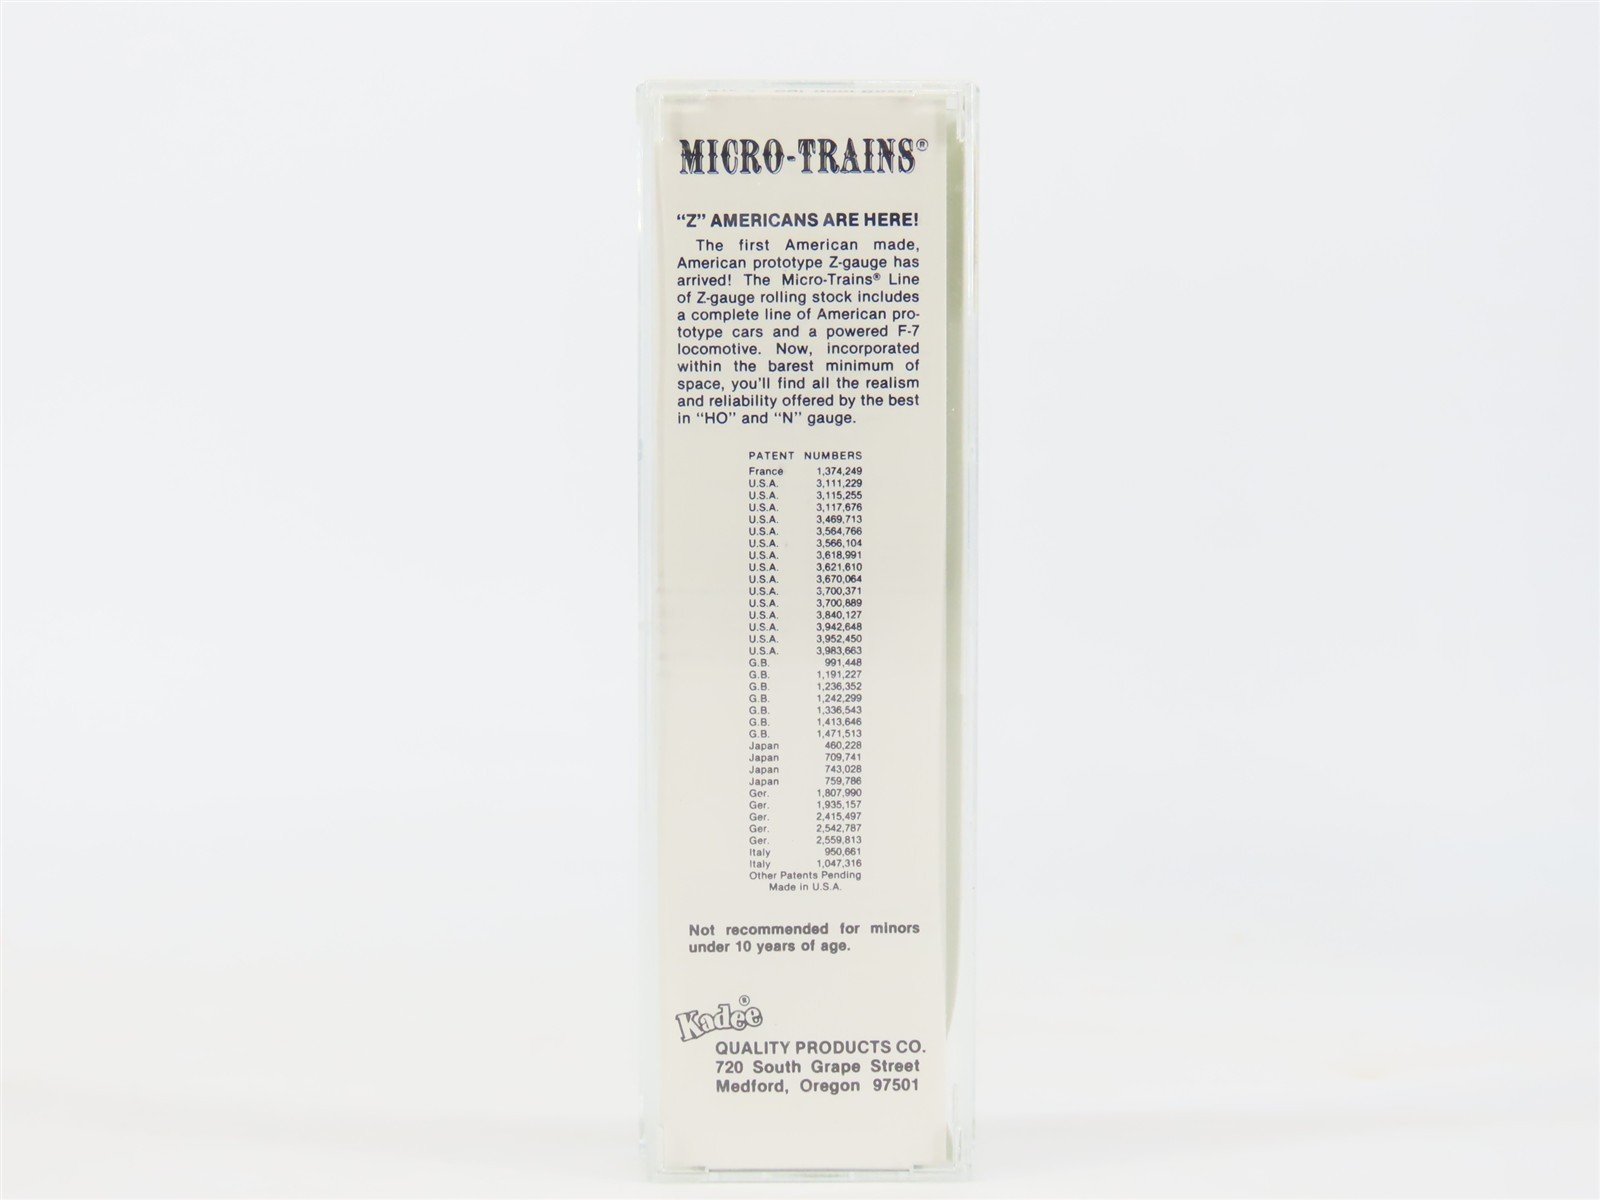 MICRO-TRAINS®
"Z" AMERICANS ARE HERE!
The first American made,
American prototype Z-gauge has
arrived! The Micro-Trains® Line
of Z-gauge rolling stock includes
a complete line of American pro-
totype cars and a powered F-7
locomotive. Now, incorporated
within the barest minimum of
space, you'll find all the realism
and reliability offered by the best
in "HO" and "N" gauge.
PATENT NUMBERS
France 1,374,249
U.S.A. 3,111,229
U.S.A. 3,115,255
U.S.A. 3,117,676
U.S.A. 3,469,713
U.S.A. 3,564,766
U.S.A. 3,566,104
U.S.A. 3,618,991
U.S.A. 3,621,610
U.S.A. 3,670,064
U.S.A. 3,700,371
U.S.A. 3,700,889
U.S.A. 3,840,127
U.S.A. 3,942,648
U.S.A. 3,952,450
U.S.A. 3,983,663
G.B. 991,448
G.B. 1,191,227
G.B. 1,236,352
G.B. 1,242,299
G.B. 1,336,543
G.B. 1,413,646
G.B. 1,471,513
Japan 460,228
Japan 709,741
Japan 743,028
Japan 759,786
Ger. 1,807,990
Ger. 1,935,157
Ger. 2,415,497
Ger. 2,542,787
Ger. 2,559,813
Italy 950,661
Italy 1,047,316
Other Patents Pending
Made in U.S.A.
Not recommended for minors
under 10 years of age.
Kadee®
QUALITY PRODUCTS CO.
720 South Grape Street
Medford, Oregon 97501